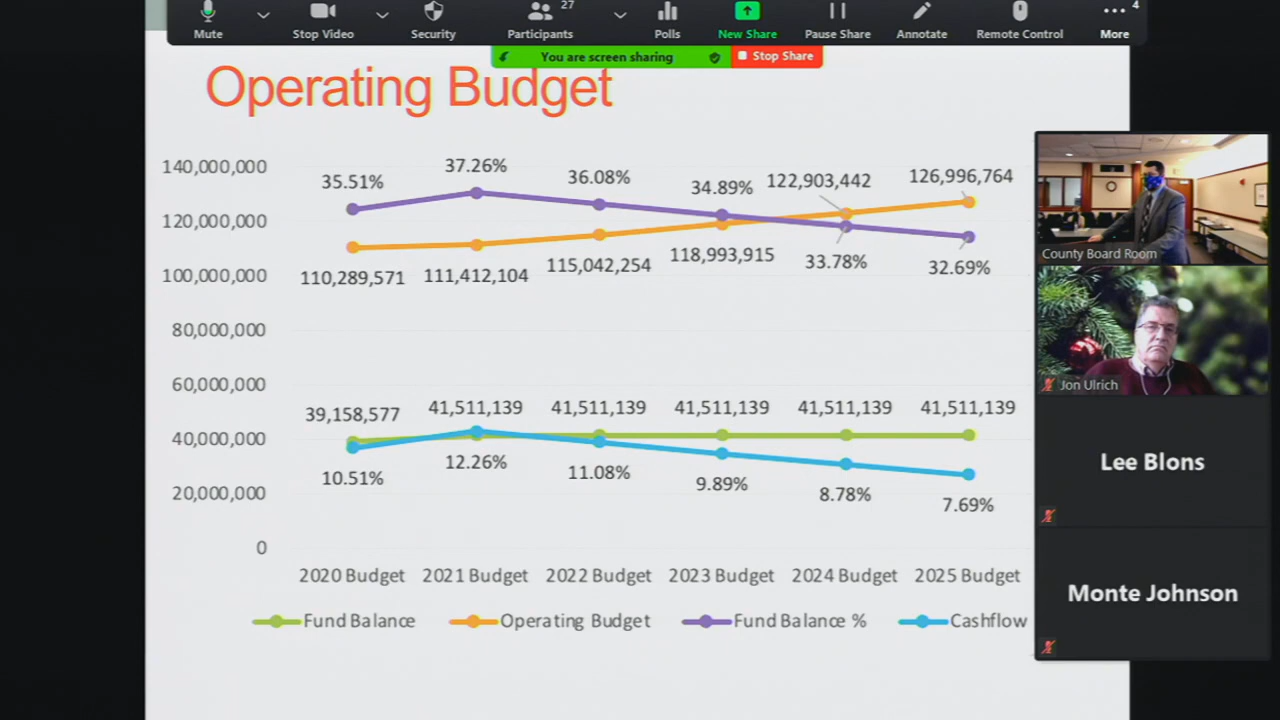 27
4
Mute
Stop Video
Security
Participants
Polls
New Share
Pause Share
Annotate
Remote Control
More
You are screen sharing
Stop Share
Operating Budget
140,000,000
120,000,000
100,000,000
80,000,000
60,000,000
40,000,000
20,000,000
0
35.51%
37.26%
36.08%
34.89%
122,903,442
126,996,764
110,289,571
111,412,104
115,042,254
118,993,915
33.78%
32.69%
39,158,577
41,511,139
41,511,139
41,511,139
41,511,139
41,511,139
10.51%
12.26%
11.08%
9.89%
8.78%
7.69%
2020 Budget
2021 Budget
2022 Budget
2023 Budget
2024 Budget
2025 Budget
Fund Balance
Operating Budget
Fund Balance %
Cashflow
County Board Room
Jon Ulrich
Lee Blons
Monte Johnson